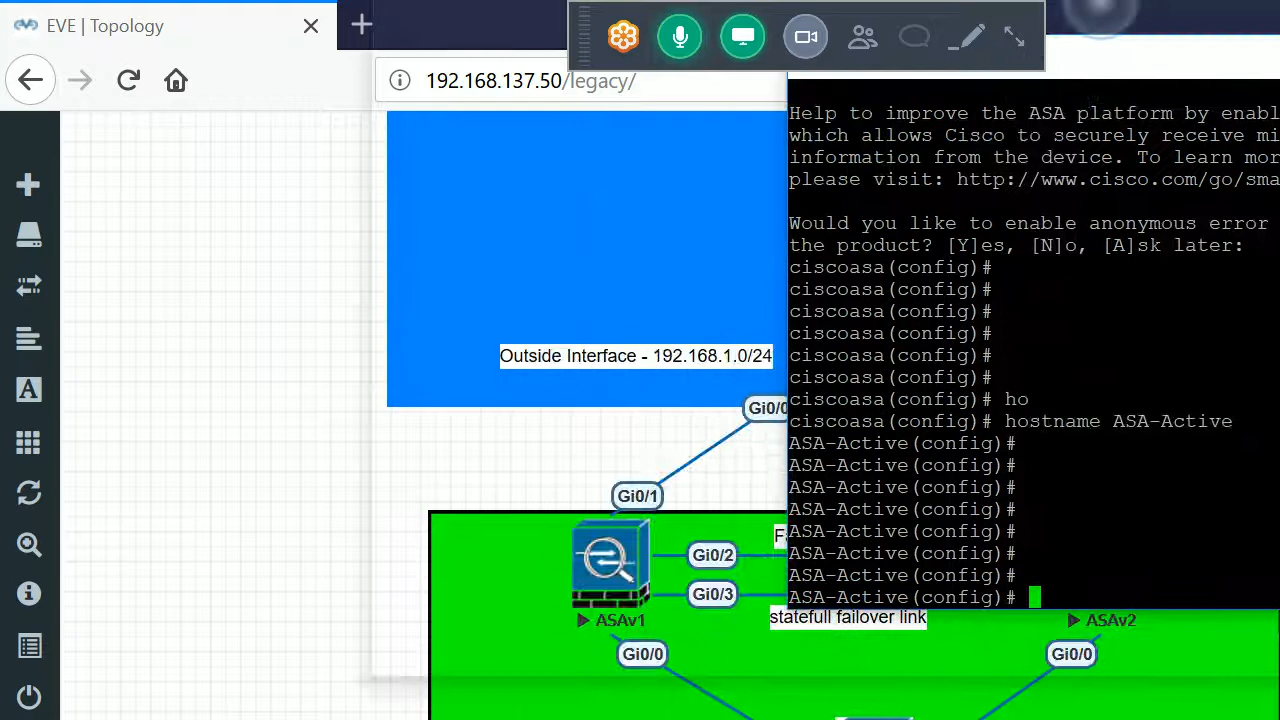 EVE | Topology
192.168.137.50/legacy/
Help to improve the ASA platform by enabl
which allows Cisco to securely receive mi
information from the device. To learn mor
please visit: http://www.cisco.com/go/sma
Would you like to enable anonymous error
the product? [Y]es, [N]o, [A]sk later:
ciscoasa(config)#
ciscoasa(config)#
ciscoasa(config)#
ciscoasa(config)#
ciscoasa(config)#
ciscoasa(config)#
ciscoasa(config)# ho
ciscoasa(config)# hostname ASA-Active
ASA-Active(config)#
ASA-Active(config)#
ASA-Active(config)#
ASA-Active(config)#
ASA-Active(config)#
ASA-Active(config)#
ASA-Active(config)#
ASA-Active(config)#
Outside Interface - 192.168.1.0/24
Gi0/0
Gi0/1
Gi0/2
Gi0/3
statefull failover link
ASAv1
ASAv2
Gi0/0
Gi0/0
A